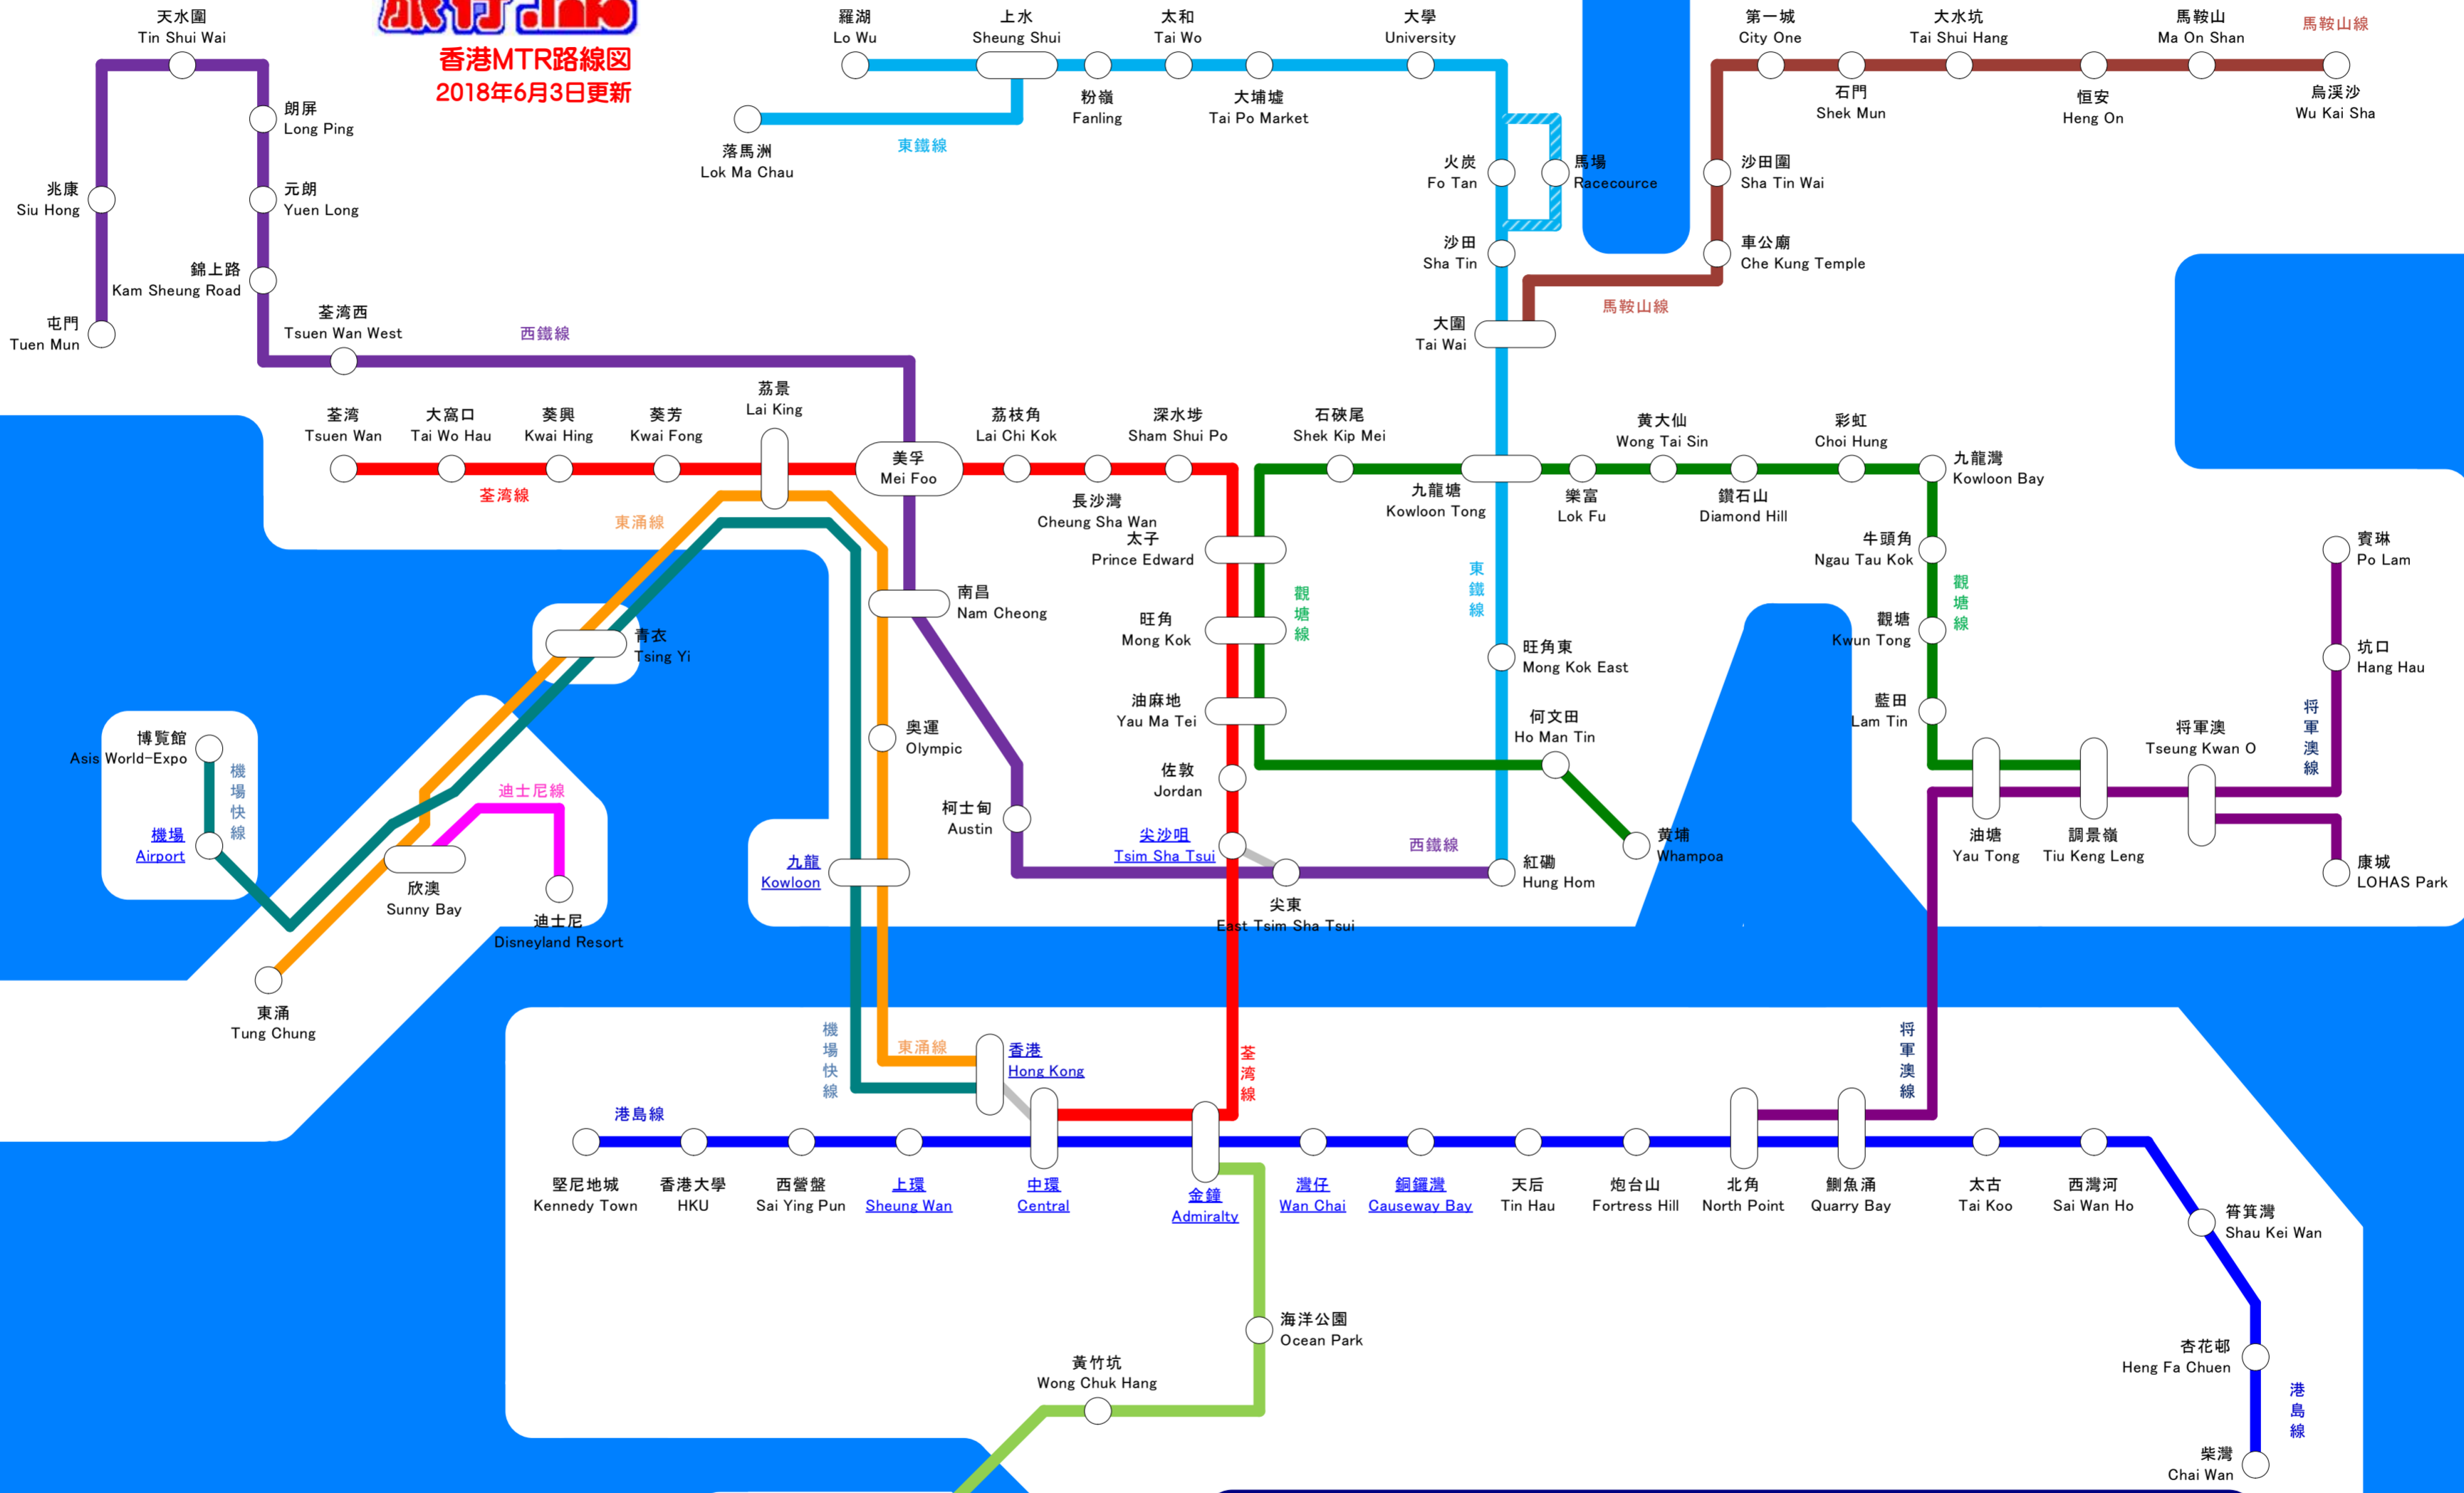 旅行.Info
香港MTR路線図
2018年6月3日更新
天水圍
Tin Shui Wai
朗屏
Long Ping
兆康
Siu Hong
元朗
Yuen Long
錦上路
Kam Sheung Road
屯門
Tuen Mun
荃湾西
Tsuen Wan West
西鐵線
羅湖
Lo Wu
上水
Sheung Shui
太和
Tai Wo
大學
University
粉嶺
Fanling
大埔墟
Tai Po Market
落馬洲
Lok Ma Chau
東鐵線
火炭
Fo Tan
馬場
Racecource
沙田
Sha Tin
大圍
Tai Wai
第一城
City One
大水坑
Tai Shui Hang
馬鞍山
Ma On Shan
馬鞍山線
石門
Shek Mun
恒安
Heng On
烏溪沙
Wu Kai Sha
沙田圍
Sha Tin Wai
車公廟
Che Kung Temple
馬鞍山線
荃湾
Tsuen Wan
大窩口
Tai Wo Hau
葵興
Kwai Hing
葵芳
Kwai Fong
荔景
Lai King
美孚
Mei Foo
荔枝角
Lai Chi Kok
深水埗
Sham Shui Po
長沙灣
Cheung Sha Wan
荃湾線
東涌線
太子
Prince Edward
旺角
Mong Kok
油麻地
Yau Ma Tei
佐敦
Jordan
尖沙咀
Tsim Sha Tsui
石硤尾
Shek Kip Mei
九龍塘
Kowloon Tong
樂富
Lok Fu
黄大仙
Wong Tai Sin
鑽石山
Diamond Hill
彩虹
Choi Hung
九龍灣
Kowloon Bay
牛頭角
Ngau Tau Kok
觀塘
Kwun Tong
藍田
Lam Tin
觀塘線
觀塘線
東鐵線
旺角東
Mong Kok East
何文田
Ho Man Tin
黄埔
Whampoa
紅磡
Hung Hom
西鐵線
尖東
East Tsim Sha Tsui
柯士甸
Austin
南昌
Nam Cheong
奥運
Olympic
九龍
Kowloon
青衣
Tsing Yi
博覧館
Asis World-Expo
機場快線
機場
Airport
迪士尼線
欣澳
Sunny Bay
迪士尼
Disneyland Resort
東涌
Tung Chung
賓琳
Po Lam
坑口
Hang Hau
将軍澳線
将軍澳
Tseung Kwan O
油塘
Yau Tong
調景嶺
Tiu Keng Leng
康城
LOHAS Park
機場快線
東涌線
香港
Hong Kong
荃湾線
将軍澳線
港島線
堅尼地城
Kennedy Town
香港大學
HKU
西營盤
Sai Ying Pun
上環
Sheung Wan
中環
Central
金鐘
Admiralty
灣仔
Wan Chai
銅鑼灣
Causeway Bay
天后
Tin Hau
炮台山
Fortress Hill
北角
North Point
鰂魚涌
Quarry Bay
太古
Tai Koo
西灣河
Sai Wan Ho
筲箕灣
Shau Kei Wan
杏花邨
Heng Fa Chuen
港島線
柴灣
Chai Wan
海洋公園
Ocean Park
黃竹坑
Wong Chuk Hang